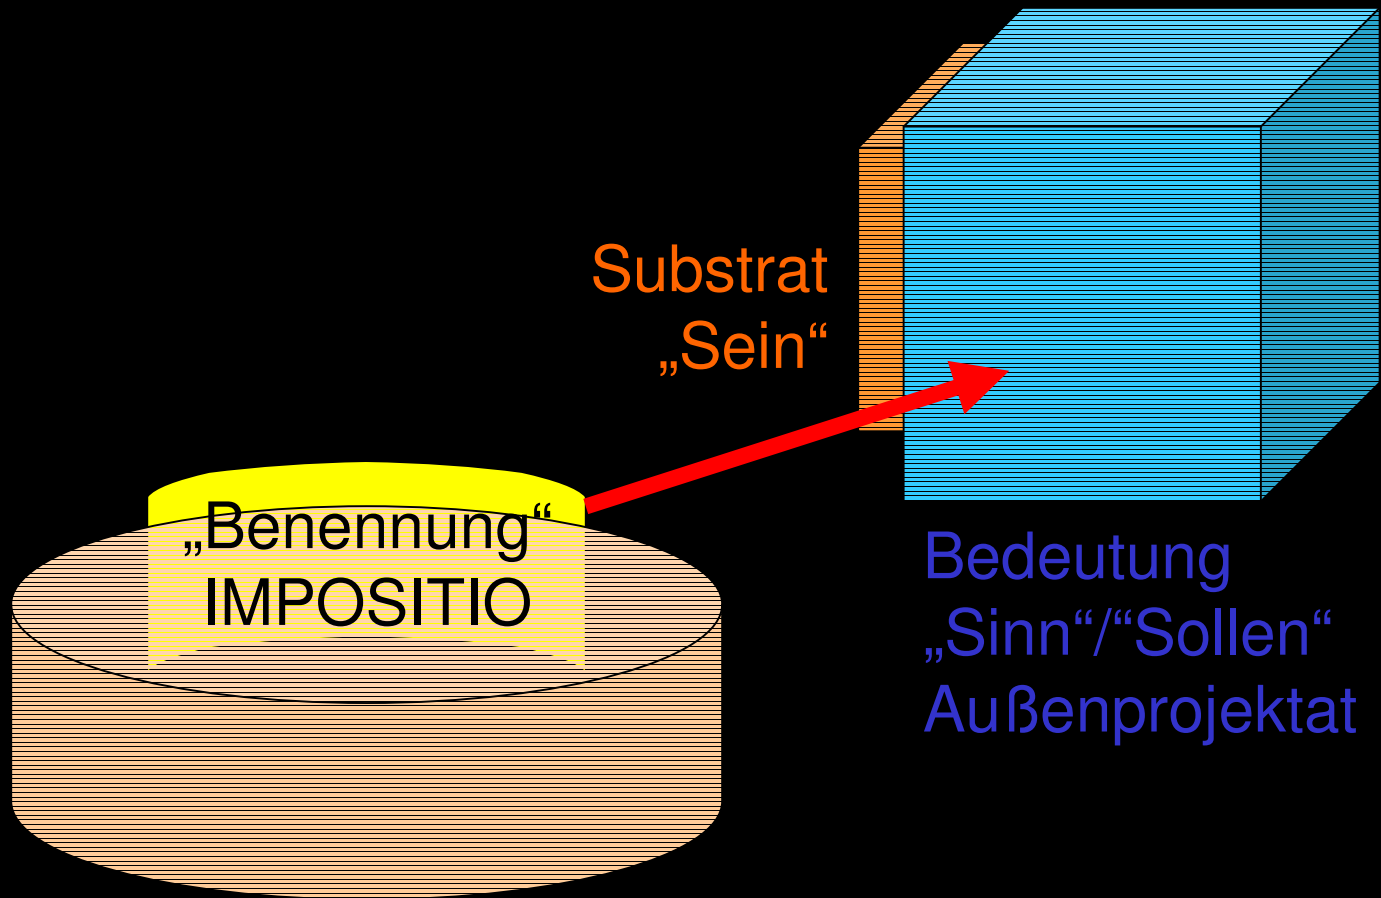 Substrat
„Sein“
„Benennung“
IMPOSITIO
Bedeutung
„Sinn“/“Sollen“
Außenprojektat